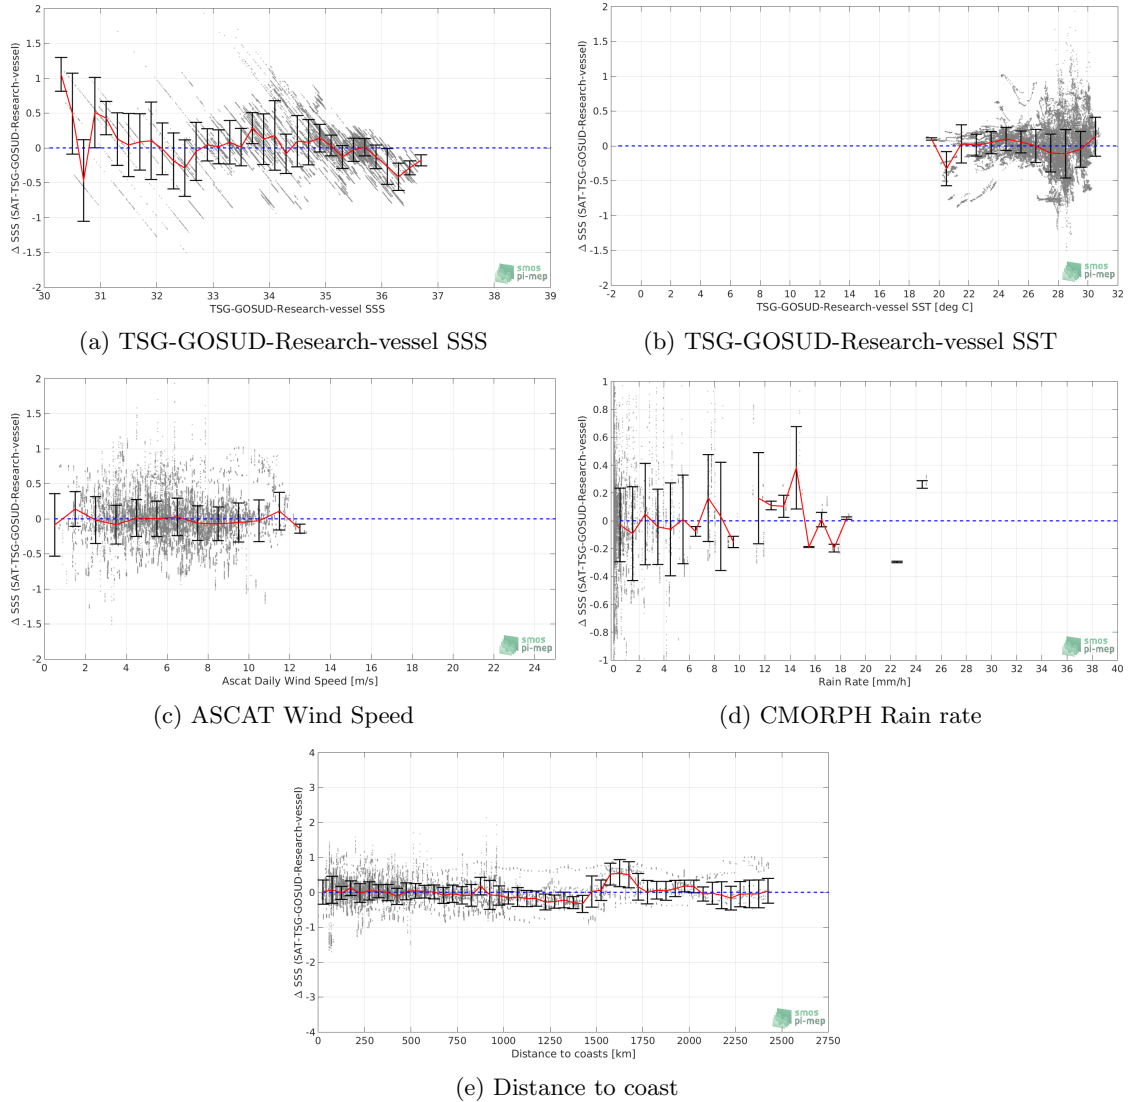 2
1.5
1
0.5
0
-0.5
-1
-1.5
-2
Δ SSS (SAT-TSG-GOSUD-Research-vessel)
30 31 32 33 34 35 36 37 38 39
TSG-GOSUD-Research-vessel SSS
smos
pi-mep
(a) TSG-GOSUD-Research-vessel SSS
2
1.5
1
0.5
0
-0.5
-1
-1.5
-2
Δ SSS (SAT-TSG-GOSUD-Research-vessel)
-2 0 2 4 6 8 10 12 14 16 18 20 22 24 26 28 30 32
TSG-GOSUD-Research-vessel SST [deg C]
smos
pi-mep
(b) TSG-GOSUD-Research-vessel SST
2
1.5
1
0.5
0
-0.5
-1
-1.5
-2
Δ SSS (SAT-TSG-GOSUD-Research-vessel)
0 2 4 6 8 10 12 14 16 18 20 22 24
Ascat Daily Wind Speed [m/s]
smos
pi-mep
(c) ASCAT Wind Speed
1
0.8
0.6
0.4
0.2
0
-0.2
-0.4
-0.6
-0.8
-1
Δ SSS (SAT-TSG-GOSUD-Research-vessel)
0 2 4 6 8 10 12 14 16 18 20 22 24 26 28 30 32 34 36 38 40
Rain Rate [mm/h]
smos
pi-mep
(d) CMORPH Rain rate
4
3
2
1
0
-1
-2
-3
-4
Δ SSS (SAT-TSG-GOSUD-Research-vessel)
0 250 500 750 1000 1250 1500 1750 2000 2250 2500 2750
Distance to coasts [km]
smos
pi-mep
(e) Distance to coast